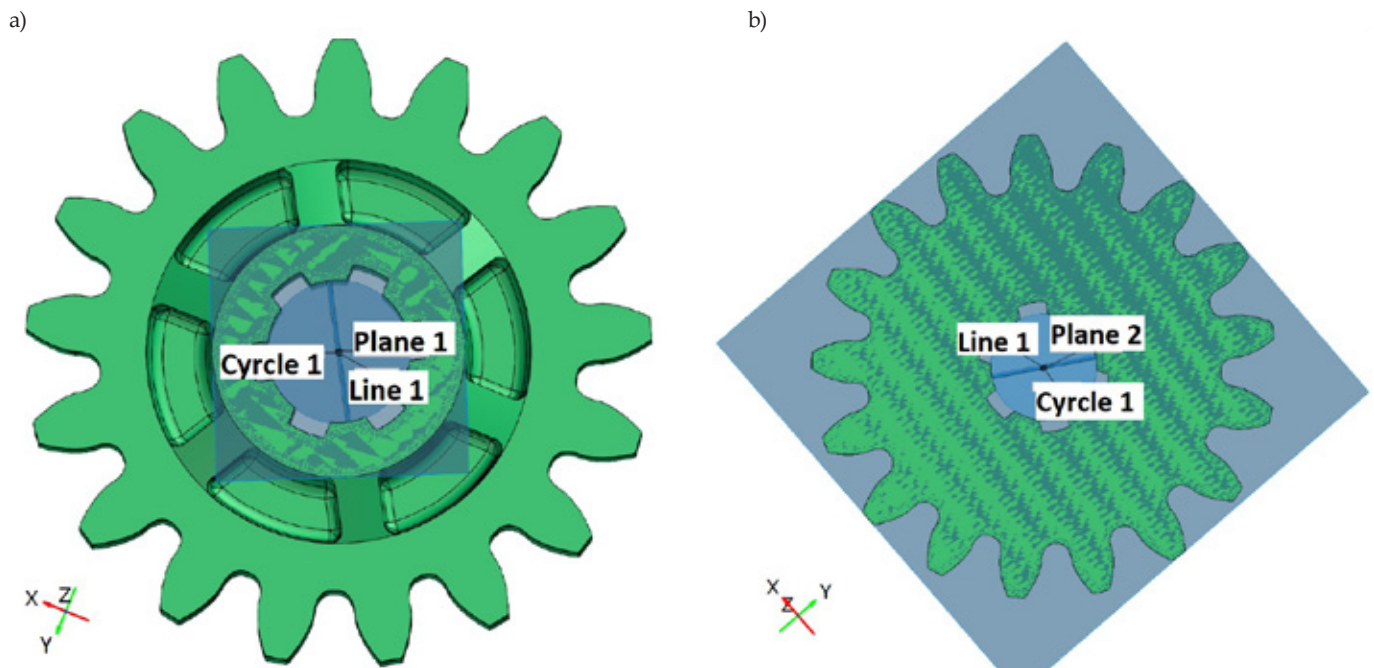 a)
b)
Plane 1
Cyrcle 1
Line 1
Line 1
Plane 2
Cyrcle 1
X
Z
Y
X
Z
Y